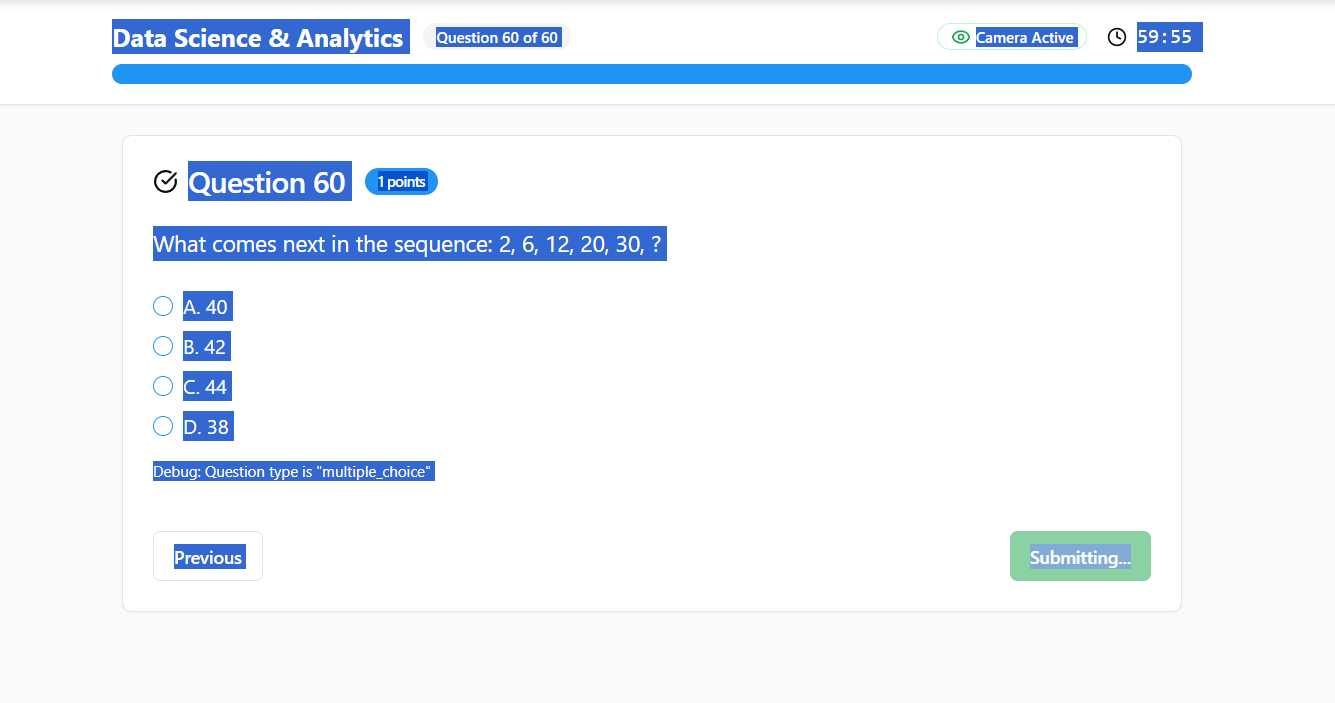 Data Science & Analytics
Question 60 of 60
Camera Active
59:55
Question 60
1 points
What comes next in the sequence: 2, 6, 12, 20, 30, ?
A. 40
B. 42
C. 44
D. 38
Debug: Question type is "multiple_choice"
Previous
Submitting...